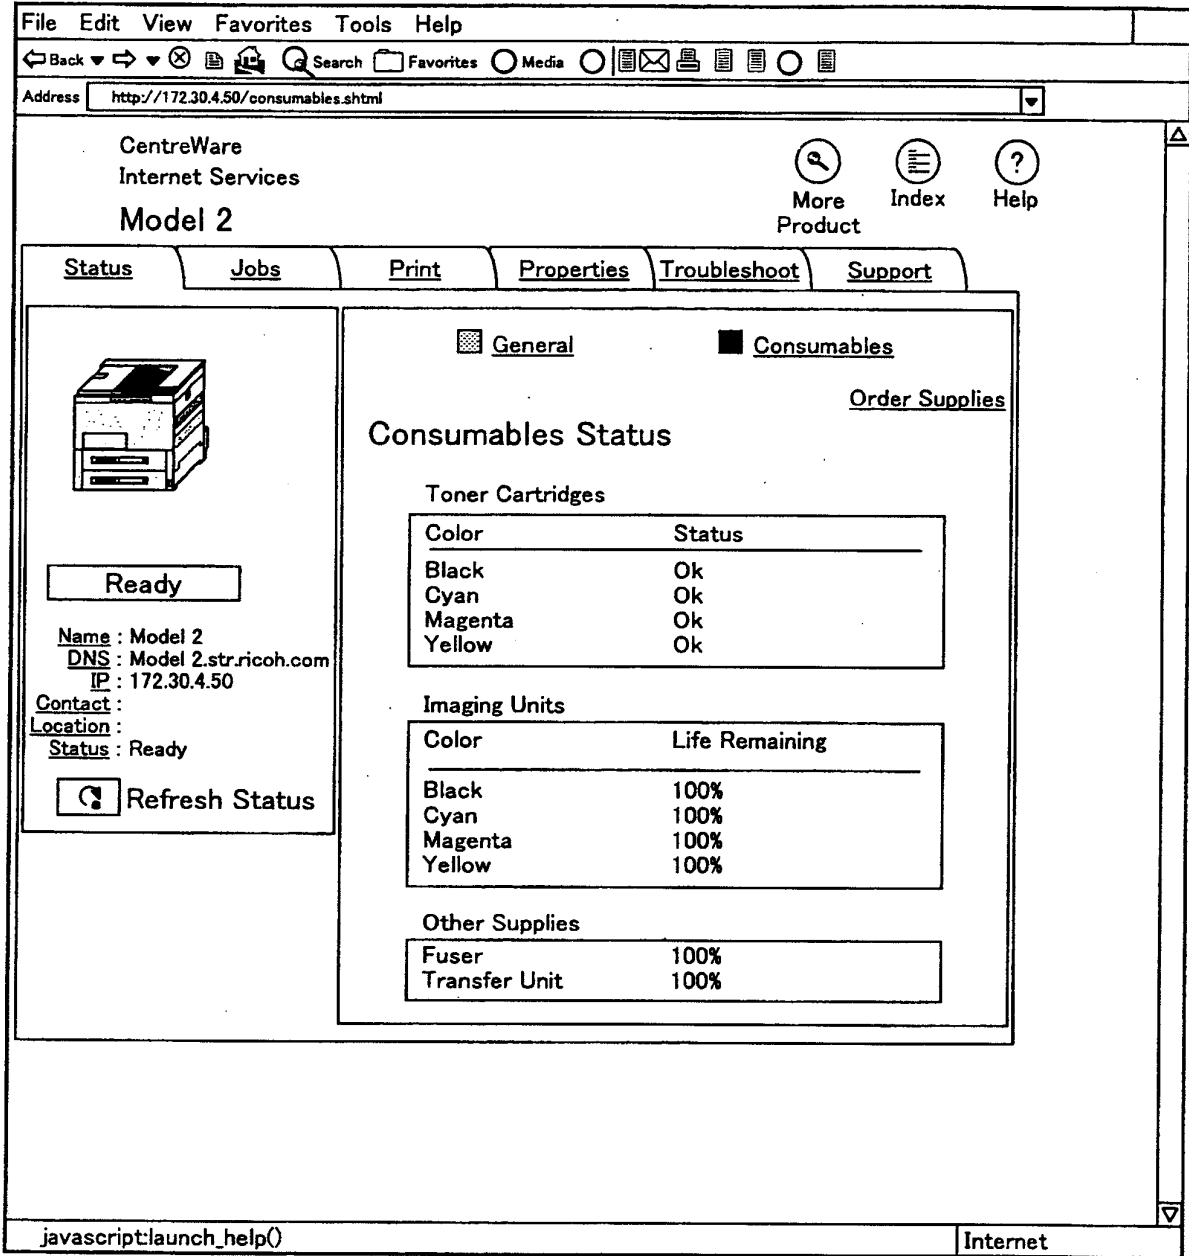 File Edit View Favorites Tools Help
Back Search Favorites Media
Address http://172.30.4.50/consumables.shtml
CentreWare
Internet Services
Model 2
More Product
Index
Help
Status Jobs Print Properties Troubleshoot Support
Ready
Name : Model 2
DNS : Model 2.str.ricoh.com
IP : 172.30.4.50
Contact :
Location :
Status : Ready
Refresh Status
General Consumables
Order Supplies
Consumables Status
Toner Cartridges
Color Status
Black Ok
Cyan Ok
Magenta Ok
Yellow Ok
Imaging Units
Color Life Remaining
Black 100%
Cyan 100%
Magenta 100%
Yellow 100%
Other Supplies
Fuser 100%
Transfer Unit 100%
javascript:launch_help()
Internet